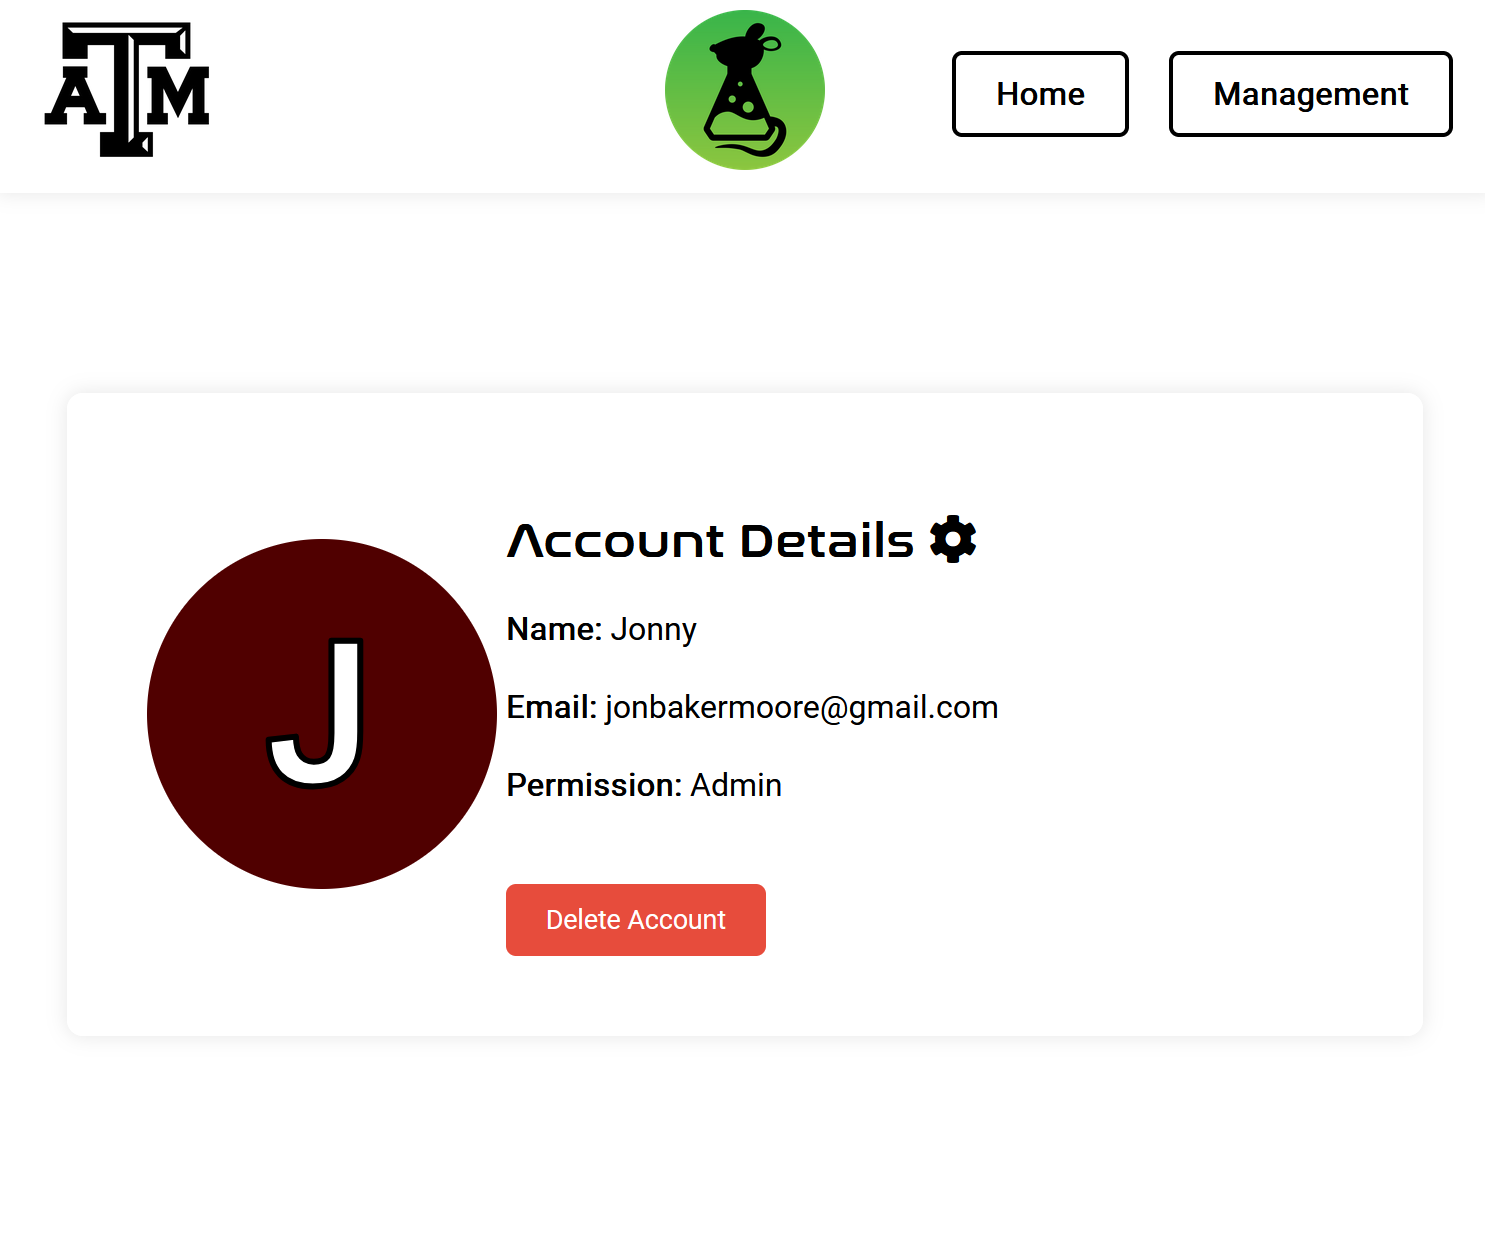 ATM
Home
Management
Account Details
J
Name: Jonny
Email: jonbakermoore@gmail.com
Permission: Admin
Delete Account